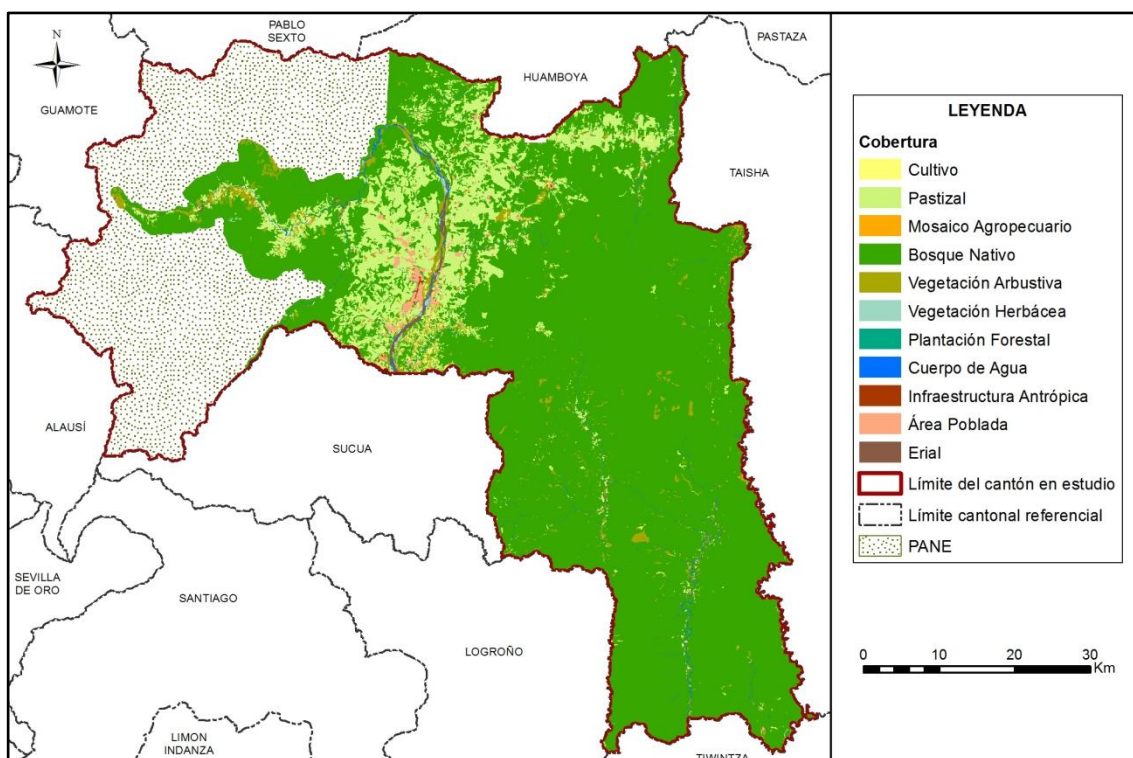 PABLO
SEXTO
PASTAZA
N
HUAMBOYA
GUAMOTE
TAISHA
ALAUSÍ
SUCUA
SEVILLA
DE ORO
SANTIAGO
LOGROÑO
LIMON
INDANZA
TIWINTZA
LEYENDA
Cobertura
Cultivo
Pastizal
Mosaico Agropecuario
Bosque Nativo
Vegetación Arbustiva
Vegetación Herbácea
Plantación Forestal
Cuerpo de Agua
Infraestructura Antrópica
Área Poblada
Erial
Límite del cantón en estudio
Límite cantonal referencial
PANE
0 10 20 30
Km